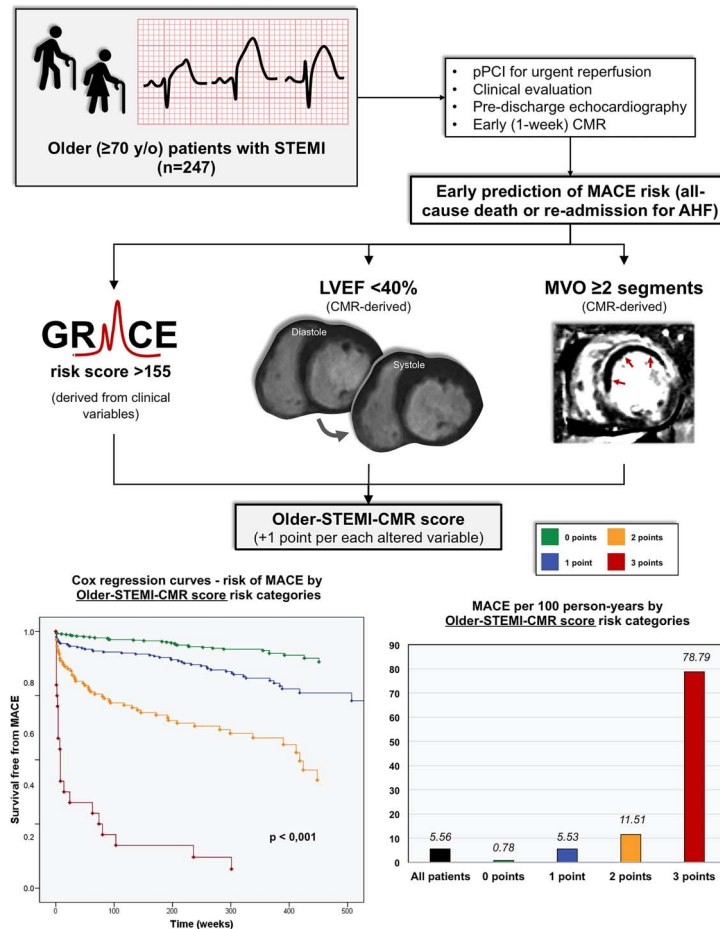 Older (≥70 y/o) patients with STEMI
(n=247)
• pPCI for urgent reperfusion
• Clinical evaluation
• Pre-discharge echocardiography
• Early (1-week) CMR
Early prediction of MACE risk (all-
cause death or re-admission for AHF)
GRACE
risk score >155
(derived from clinical
variables)
LVEF <40%
(CMR-derived)
Diastole
Systole
MVO ≥2 segments
(CMR-derived)
Older-STEMI-CMR score
(+1 point per each altered variable)
0 points
2 points
1 point
3 points
Cox regression curves - risk of MACE by
Older-STEMI-CMR score risk categories
Survival free from MACE
1.0
0.8
0.6
0.4
0.2
0.0
p < 0,001
0
100
200
300
400
500
Time (weeks)
MACE per 100 person-years by
Older-STEMI-CMR score risk categories
90
80
70
60
50
40
30
20
10
0
5.56
0.78
5.53
11.51
78.79
All patients
0 points
1 point
2 points
3 points